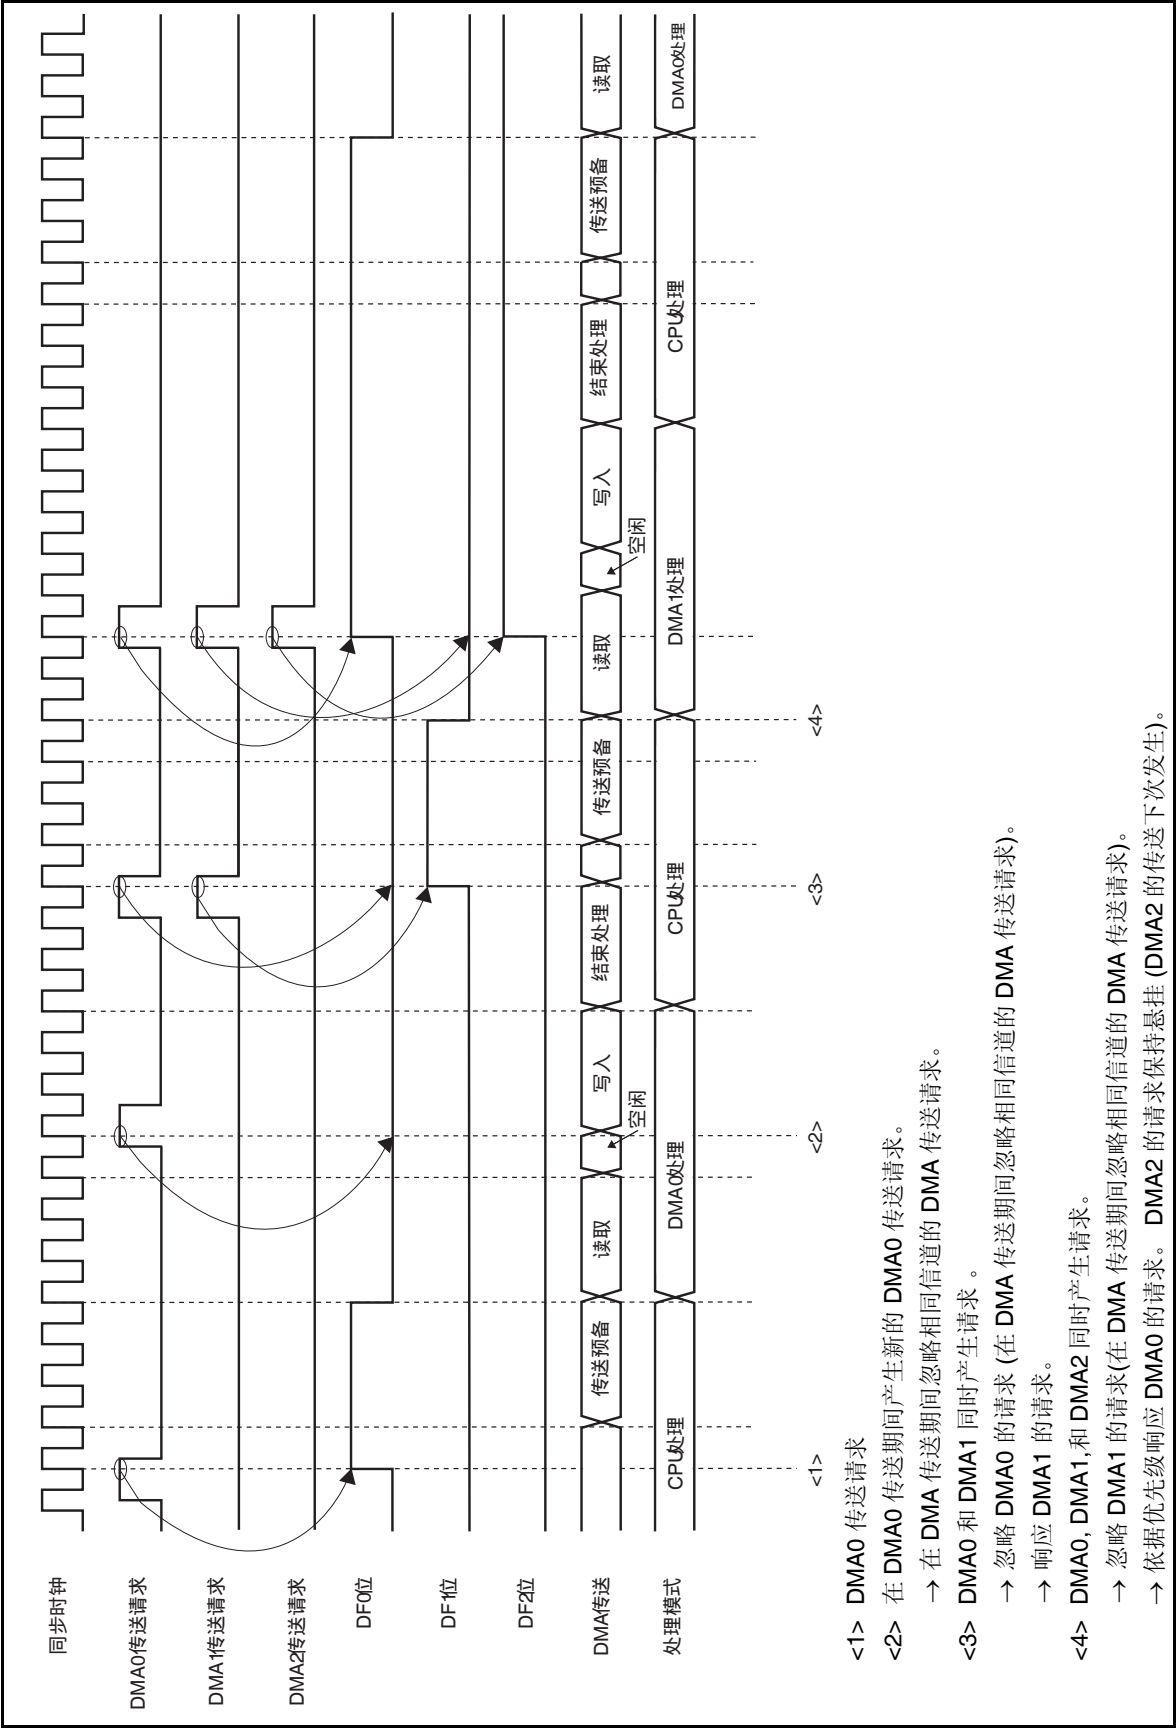 同步时钟
DMA0传送请求
DMA1传送请求
DMA2传送请求
DF0位
DF1位
DF2位
DMA传送
传送预备
读取
空闲
写入
结束处理
传送预备
读取
空闲
写入
结束处理
传送预备
读取
处理模式
CPU处理
DMA0处理
CPU处理
DMA1处理
CPU处理
DMA0处理
<1>
<2>
<3>
<4>
<1> DMA0 传送请求
<2> 在 DMA0 传送期间产生新的 DMA0 传送请求。
→ 在 DMA 传送期间忽略相同信道的 DMA 传送请求。
<3> DMA0 和 DMA1 同时产生请求 。
→ 忽略 DMA0 的请求 (在 DMA 传送期间忽略相同信道的 DMA 传送请求)。
→ 响应 DMA1 的请求。
<4> DMA0, DMA1,和 DMA2 同时产生请求。
→ 忽略 DMA1 的请求(在 DMA 传送期间忽略相同信道的 DMA 传送请求)。
→ 依据优先级响应 DMA0 的请求。 DMA2 的请求保持悬挂 (DMA2 的传送下次发生)。